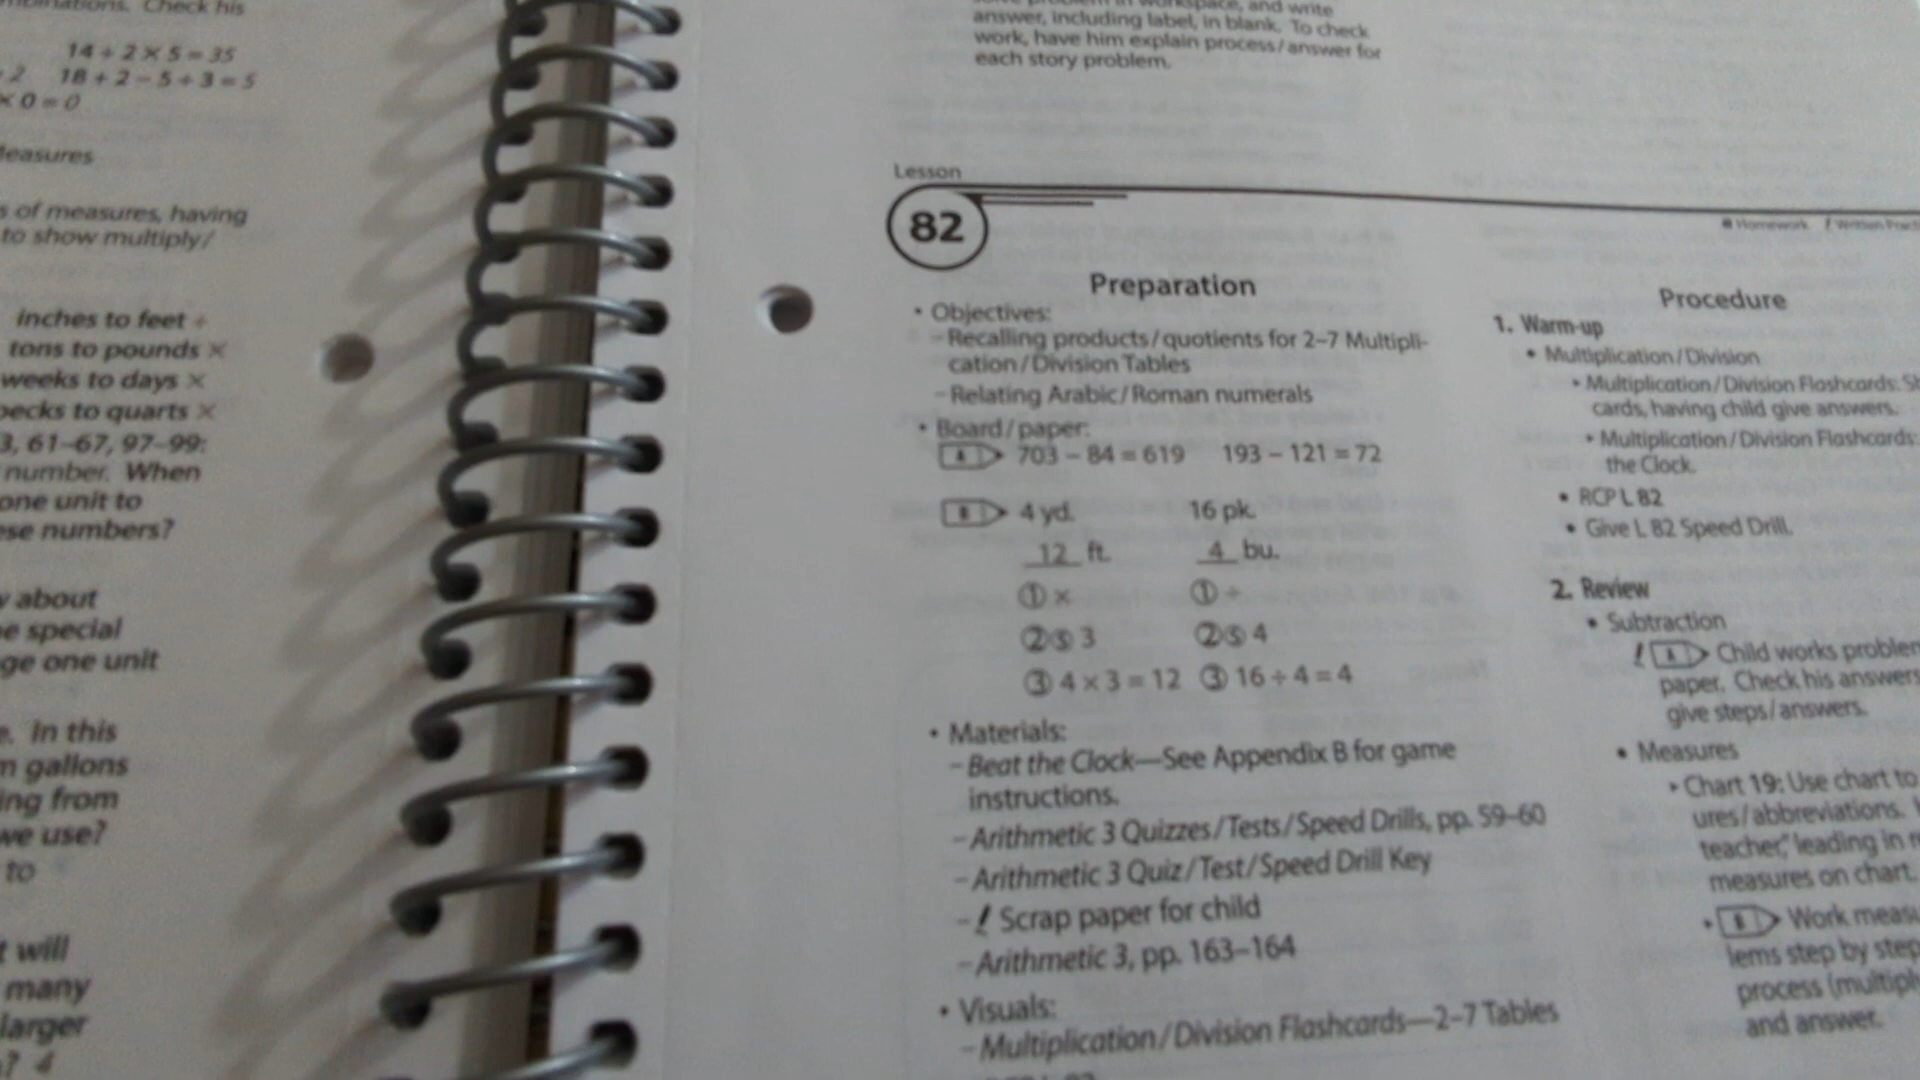 Check his
14 ÷ 2 × 5 = 35
2 18 + 2 – 5 ÷ 3 = 5
× 0 = 0
s of measures, having
to show multiply/
inches to feet ÷
tons to pounds ×
weeks to days ×
pecks to quarts ×
3, 61–67, 97–99:
number. When
one unit to
ese numbers?
about
e special
ge one unit
In this
gallons
ing from
we use?
to
will
many
larger
? 4
and write
answer, including label, in blank. To check
work, have him explain process/answer for
each story problem.
Lesson
82
Preparation
• Objectives:
– Recalling products/quotients for 2–7 Multipli-
cation/Division Tables
– Relating Arabic/Roman numerals
• Board/paper:
A 703 – 84 = 619 193 – 121 = 72
B 4 yd. 16 pk.
12 ft. 4 bu.
① × ① ÷
② ⑤ 3 ② ⑤ 4
③ 4 × 3 = 12 ③ 16 ÷ 4 = 4
• Materials:
– Beat the Clock—See Appendix B for game
instructions.
– Arithmetic 3 Quizzes/Tests/Speed Drills, pp. 59–60
– Arithmetic 3 Quiz/Test/Speed Drill Key
– ! Scrap paper for child
– Arithmetic 3, pp. 163–164
• Visuals:
– Multiplication/Division Flashcards—2–7 Tables
Homework Written
Procedure
1. Warm-up
• Multiplication/Division
• Multiplication/Division Flashcards:
cards, having child give answers.
• Multiplication/Division Flashcards:
the Clock.
• RCP L 82
• Give L 82 Speed Drill.
2. Review
• Subtraction
! A Child works
paper. Check his answers
give steps/answers.
• Measures
• Chart 19: Use chart to
ures/abbreviations.
teacher," leading in
measures on chart.
• B Work
lems step by step
process
and answer.